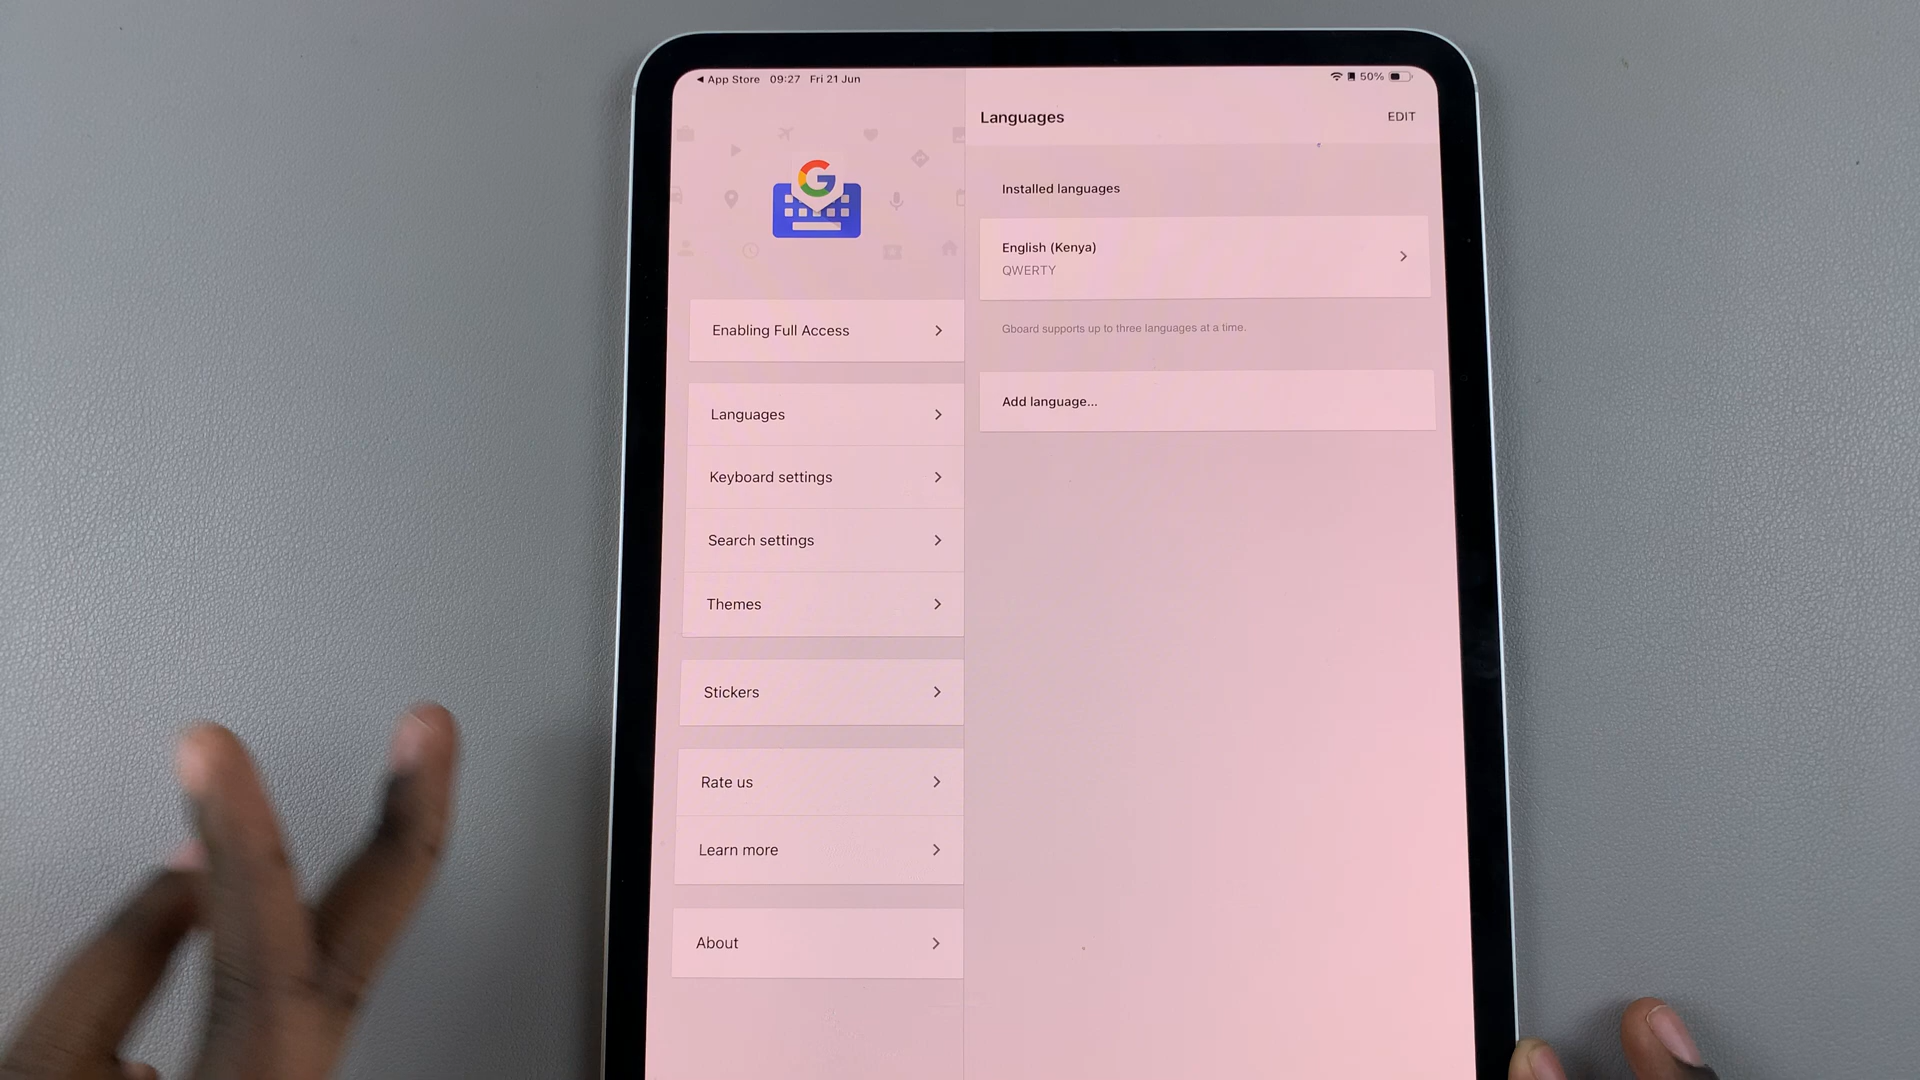 ◀ App Store 09:27 Fri 21 Jun
50%
G
Enabling Full Access
Languages
Keyboard settings
Search settings
Themes
Stickers
Rate us
Learn more
About
Languages
EDIT
Installed languages
English (Kenya)
QWERTY
Gboard supports up to three languages at a time.
Add language...